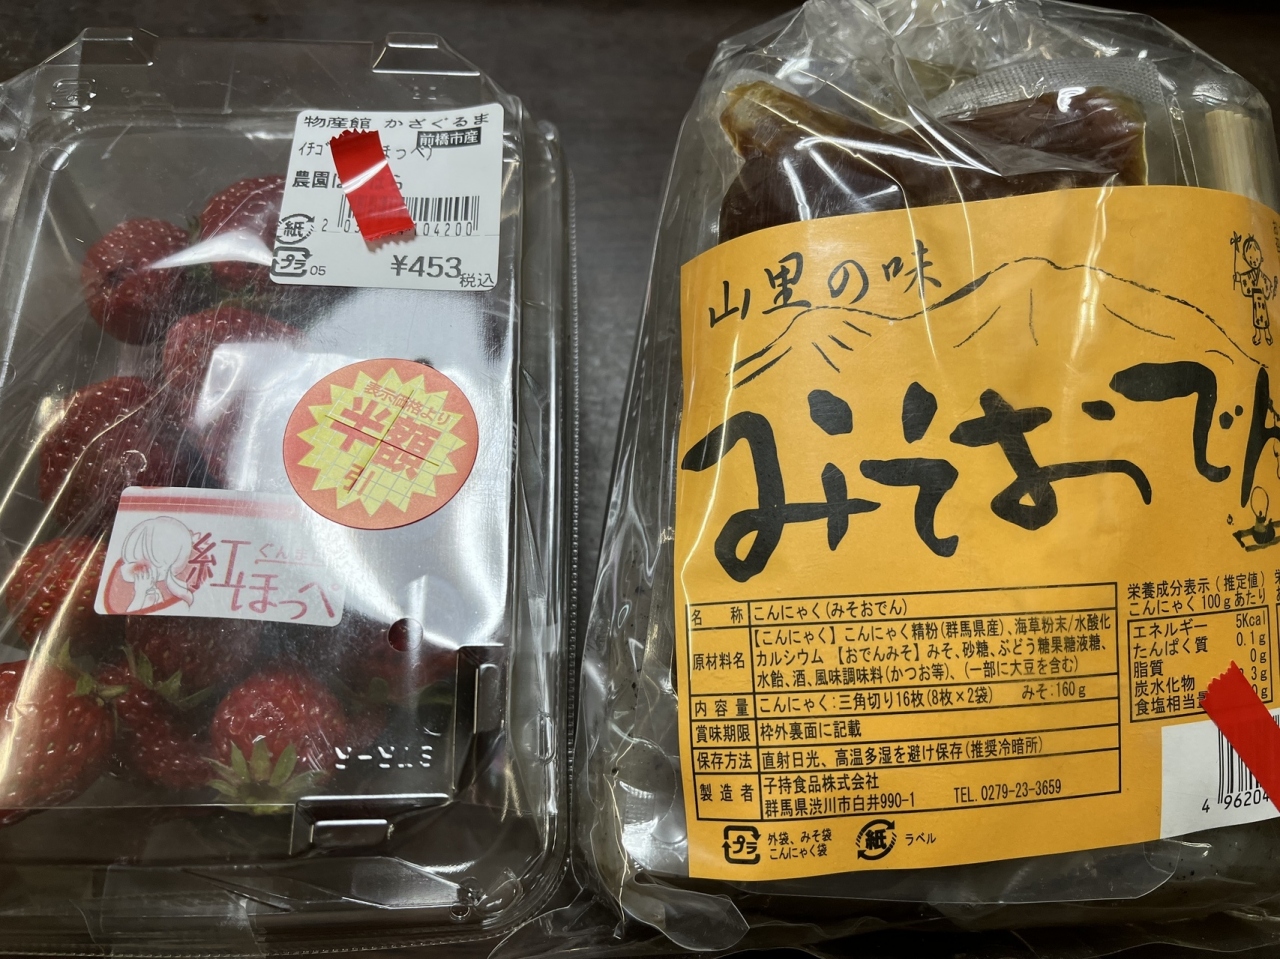 物産館 かざぐるま
前橋市産
ｲﾁｺﾞ
ほっぺ)
農園
紙
2
104200
プラ
05
¥453
税込
表示価格より
半額
引
紅ほっぺ
山里の味
みそおでん
名 称 こんにゃく(みそおでん)
原材料名 【こんにゃく】こんにゃく精粉(群馬県産)、海草粉末/水酸化
カルシウム 【おでんみそ】みそ、砂糖、ぶどう糖果糖液糖、
水飴、酒、風味調味料(かつお等)、(一部に大豆を含む)
内 容 量 こんにゃく:三角切り16枚(8枚×2袋) みそ:160g
賞味期限 枠外裏面に記載
保存方法 直射日光、高温多湿を避け保存(推奨冷暗所)
製 造 者 子持食品株式会社
群馬県渋川市白井990-1 TEL.0279-23-3659
栄養成分表示(推定値)
こんにゃく100gあたり
エネルギー 5Kcal
たんぱく質 0.1g
脂質 0g
炭水化物 3g
食塩相当量 g
プラ 外袋、みそ袋
こんにゃく袋
紙 ラベル
4 96204